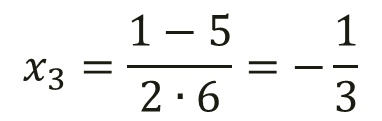 x₃ = (1 − 5)/(2 · 6) = −1/3